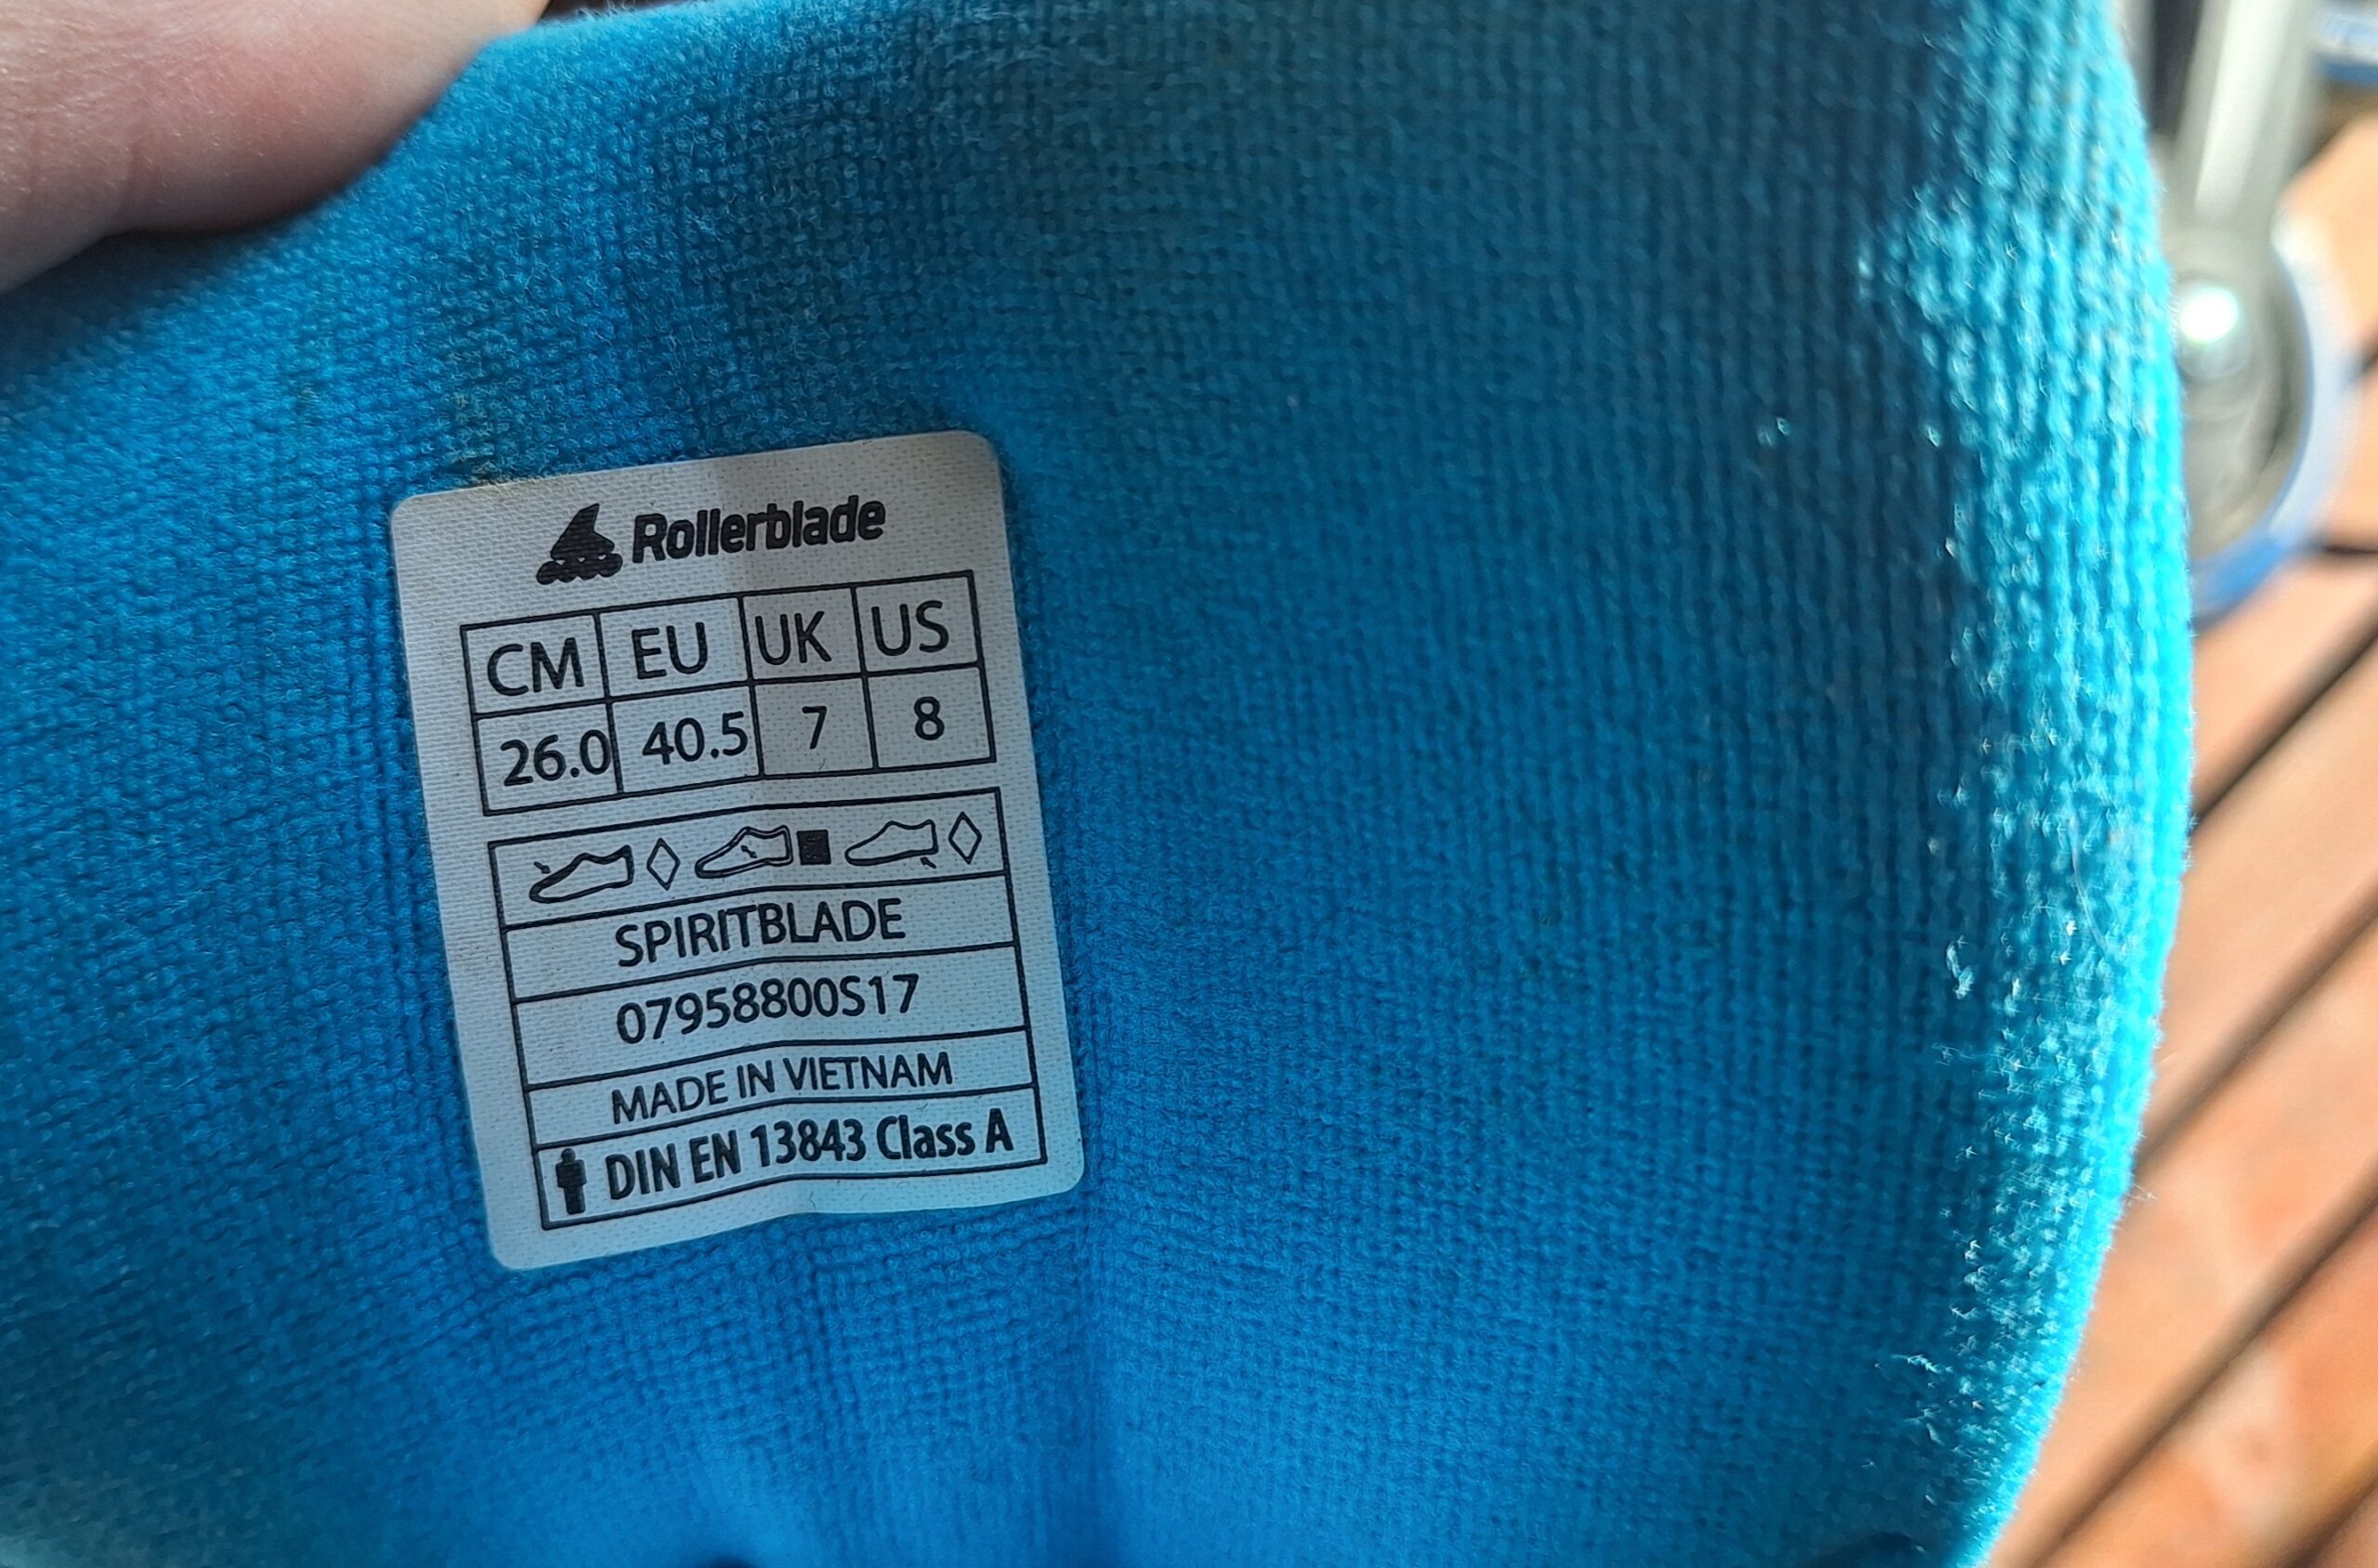 Rollerblade
CM EU UK US
26.0 40.5 7 8
SPIRITBLADE
07958800S17
MADE IN VIETNAM
DIN EN 13843 Class A